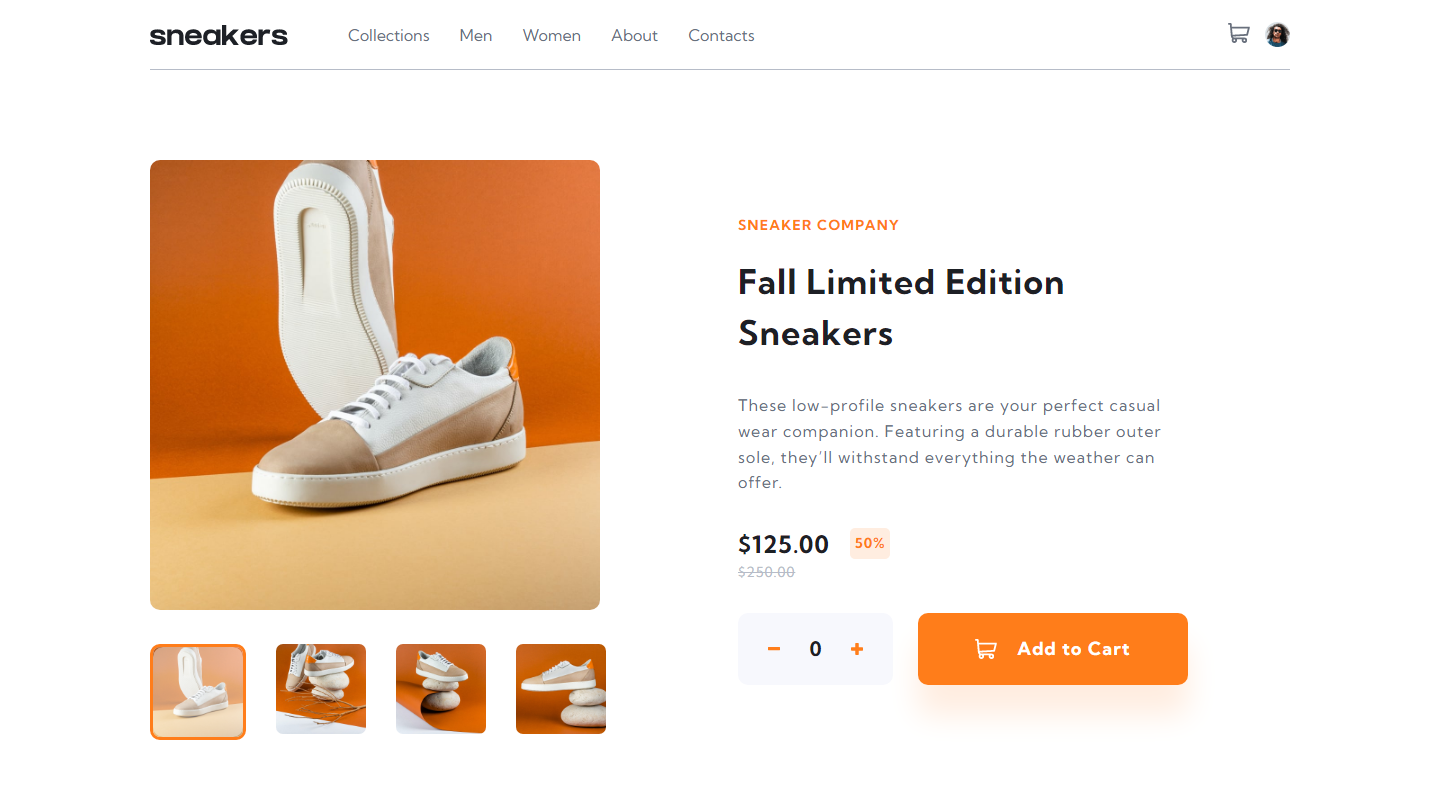 sneakers
Collections
Men
Women
About
Contacts
SNEAKER COMPANY
Fall Limited Edition
Sneakers
These low-profile sneakers are your perfect casual
wear companion. Featuring a durable rubber outer
sole, they’ll withstand everything the weather can
offer.
$125.00
50%
$250.00
0
Add to Cart